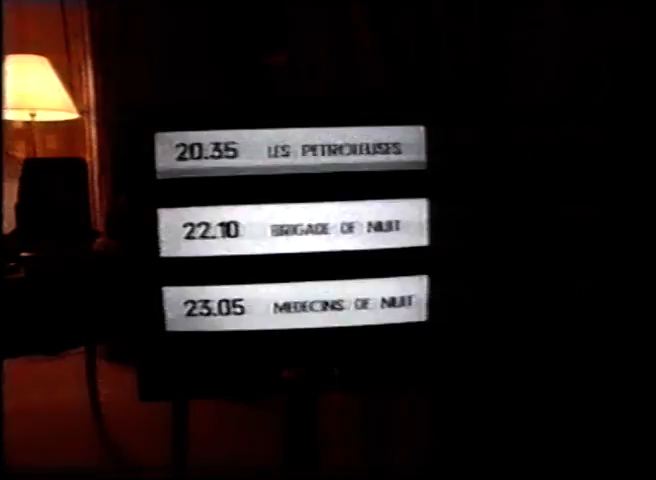 20.35 LES PETROLEUSES
22.10 BRIGADE DE NUIT
23.05 MEDECINS DE NUIT